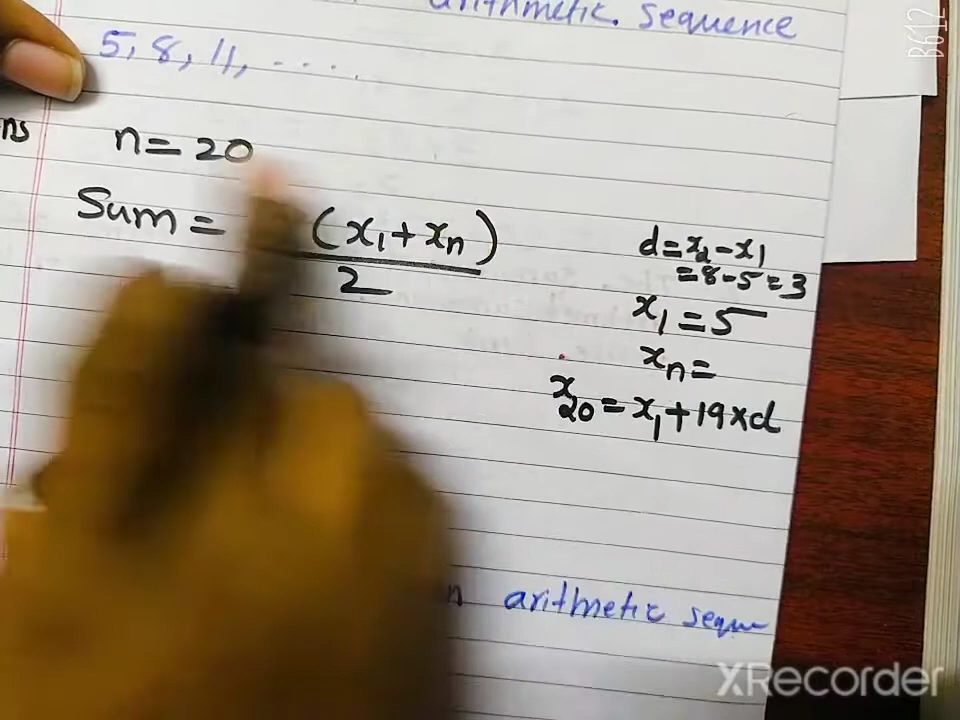 arithmetic. sequence
5, 8, 11, ....
ns n = 20
Sum = (x₁ + xₙ)
2
d = x₂ - x₁
= 8 - 5 = 3
x₁ = 5
xₙ =
x₂₀ = x₁ + 19 × d
n arithmetic seque
B612
XRecorder